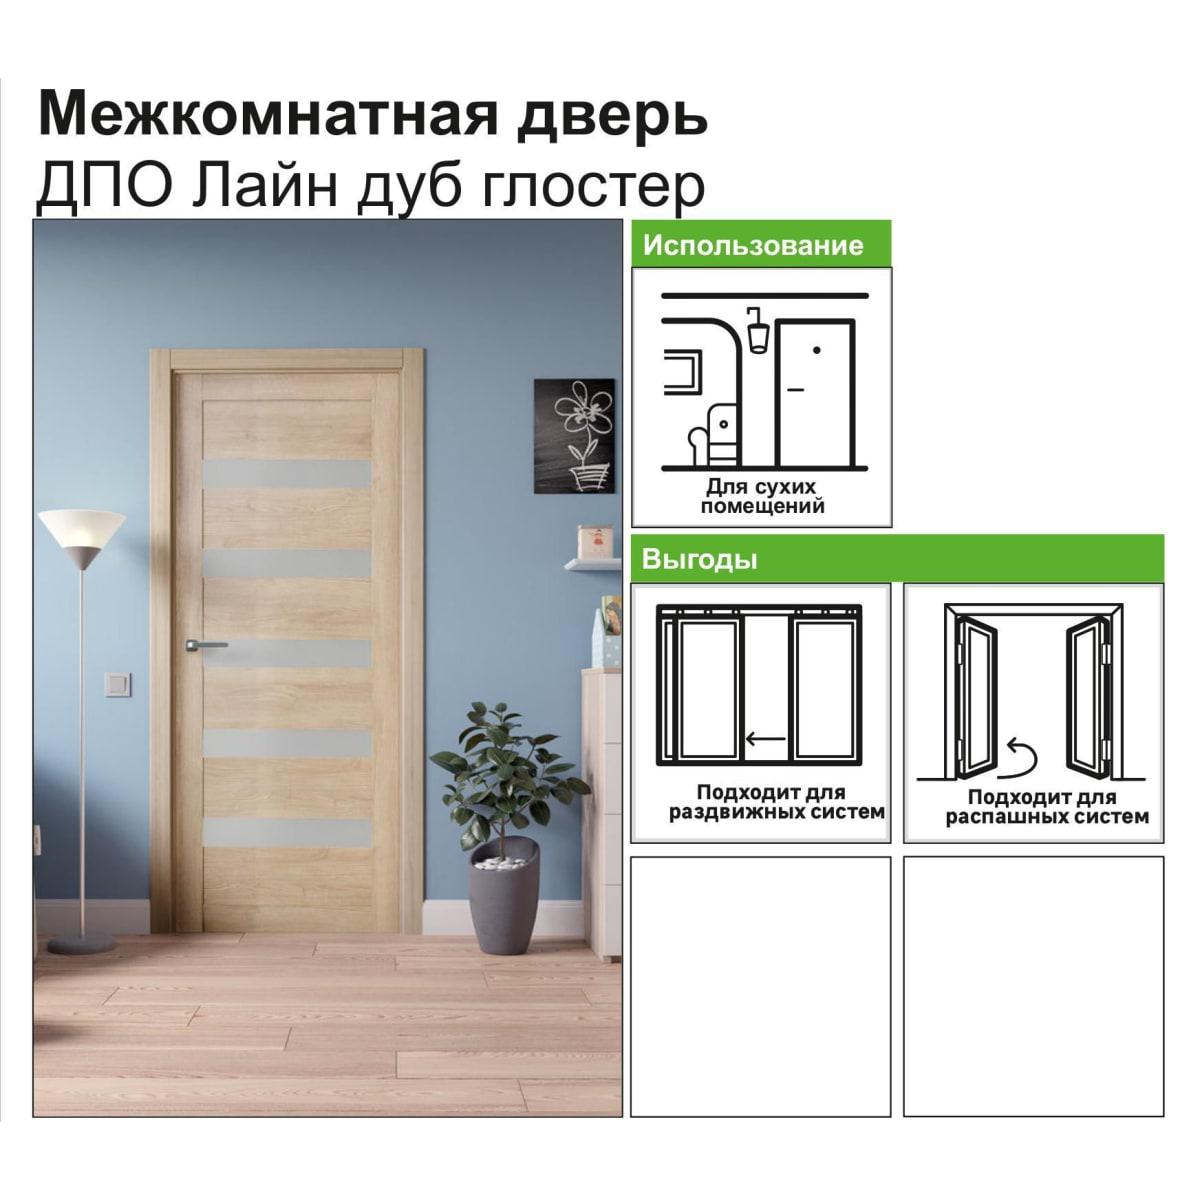 Межкомнатная дверь
ДПО Лайн дуб глостер
Использование
Для сухих
помещений
Выгоды
Подходит для
раздвижных систем
Подходит для
распашных систем